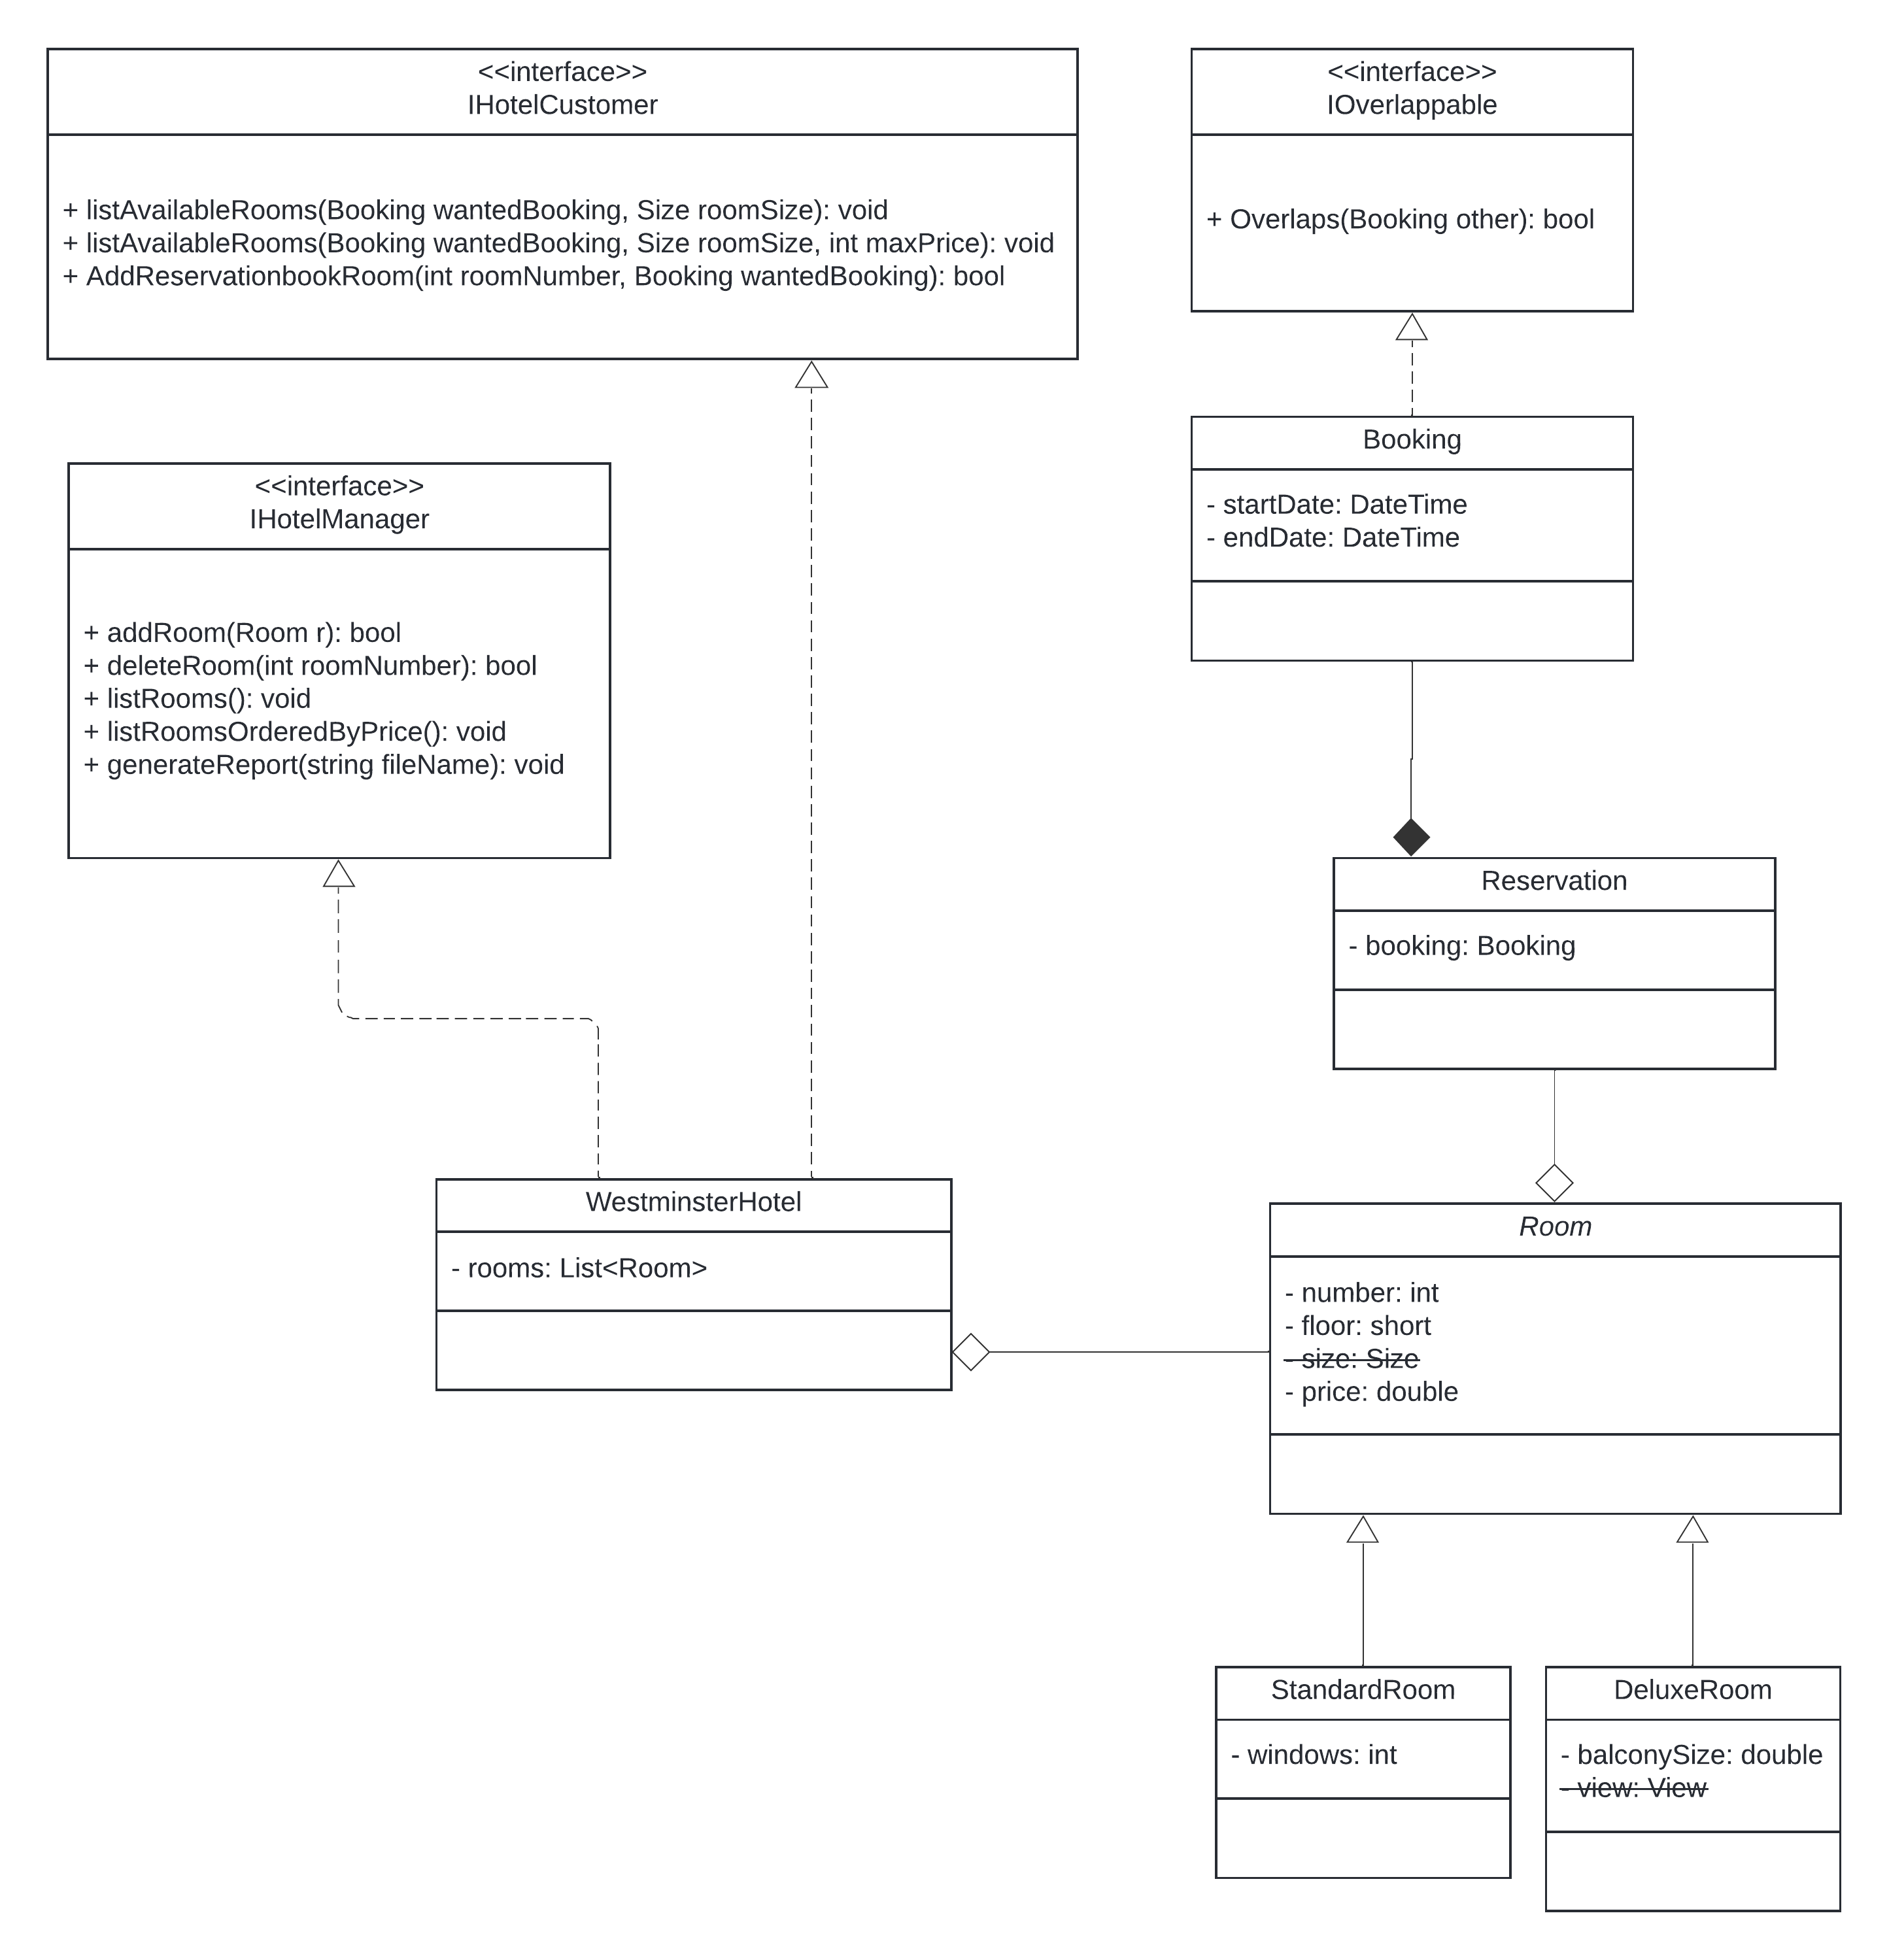 <<interface>>
IHotelCustomer
+ listAvailableRooms(Booking wantedBooking, Size roomSize): void
+ listAvailableRooms(Booking wantedBooking, Size roomSize, int maxPrice): void
+ AddReservationbookRoom(int roomNumber, Booking wantedBooking): bool
<<interface>>
IOverlappable
+ Overlaps(Booking other): bool
<<interface>>
IHotelManager
+ addRoom(Room r): bool
+ deleteRoom(int roomNumber): bool
+ listRooms(): void
+ listRoomsOrderedByPrice(): void
+ generateReport(string fileName): void
Booking
- startDate: DateTime
- endDate: DateTime
Reservation
- booking: Booking
WestminsterHotel
- rooms: List<Room>
Room
- number: int
- floor: short
- size: Size
- price: double
StandardRoom
- windows: int
DeluxeRoom
- balconySize: double
- view: View